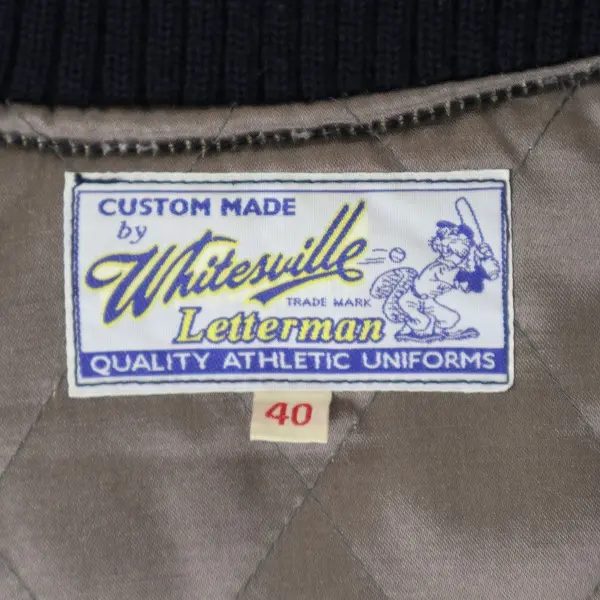 CUSTOM MADE
by
Whitesville
TRADE MARK
Letterman
QUALITY ATHLETIC UNIFORMS
40